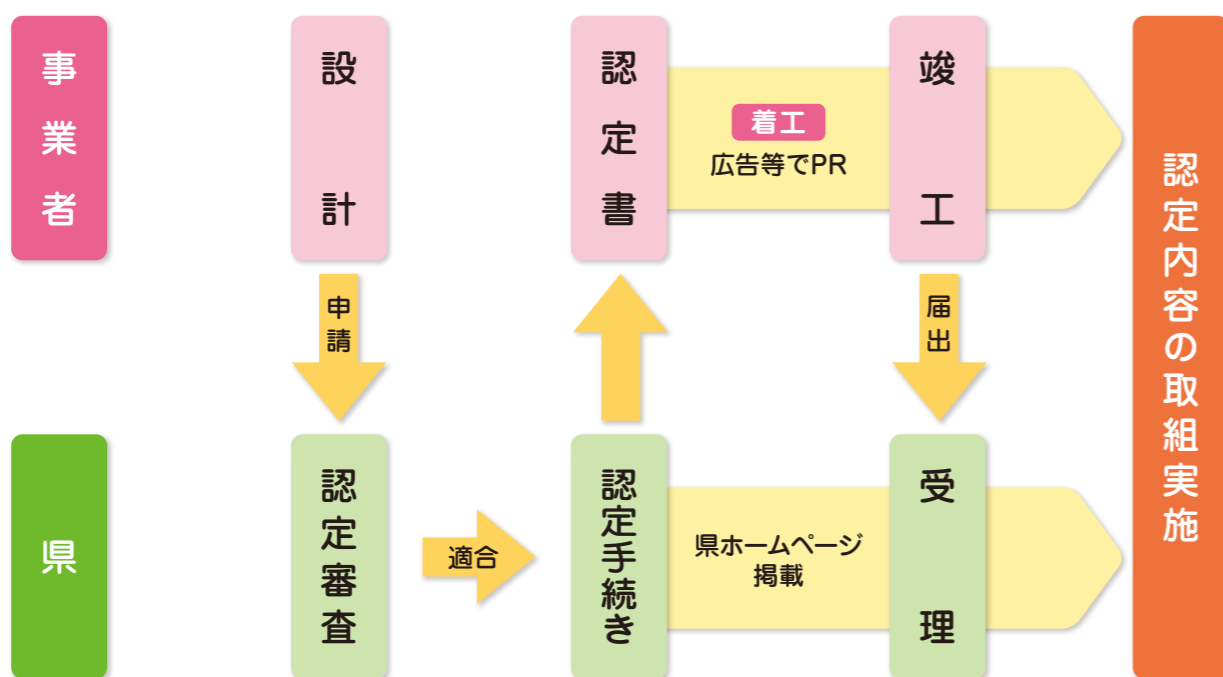 事業者
設計
認定書
着工
広告等でPR
竣工
申請
届出
県
認定審査
適合
認定手続き
県ホームページ
掲載
受理
認定内容の取組実施